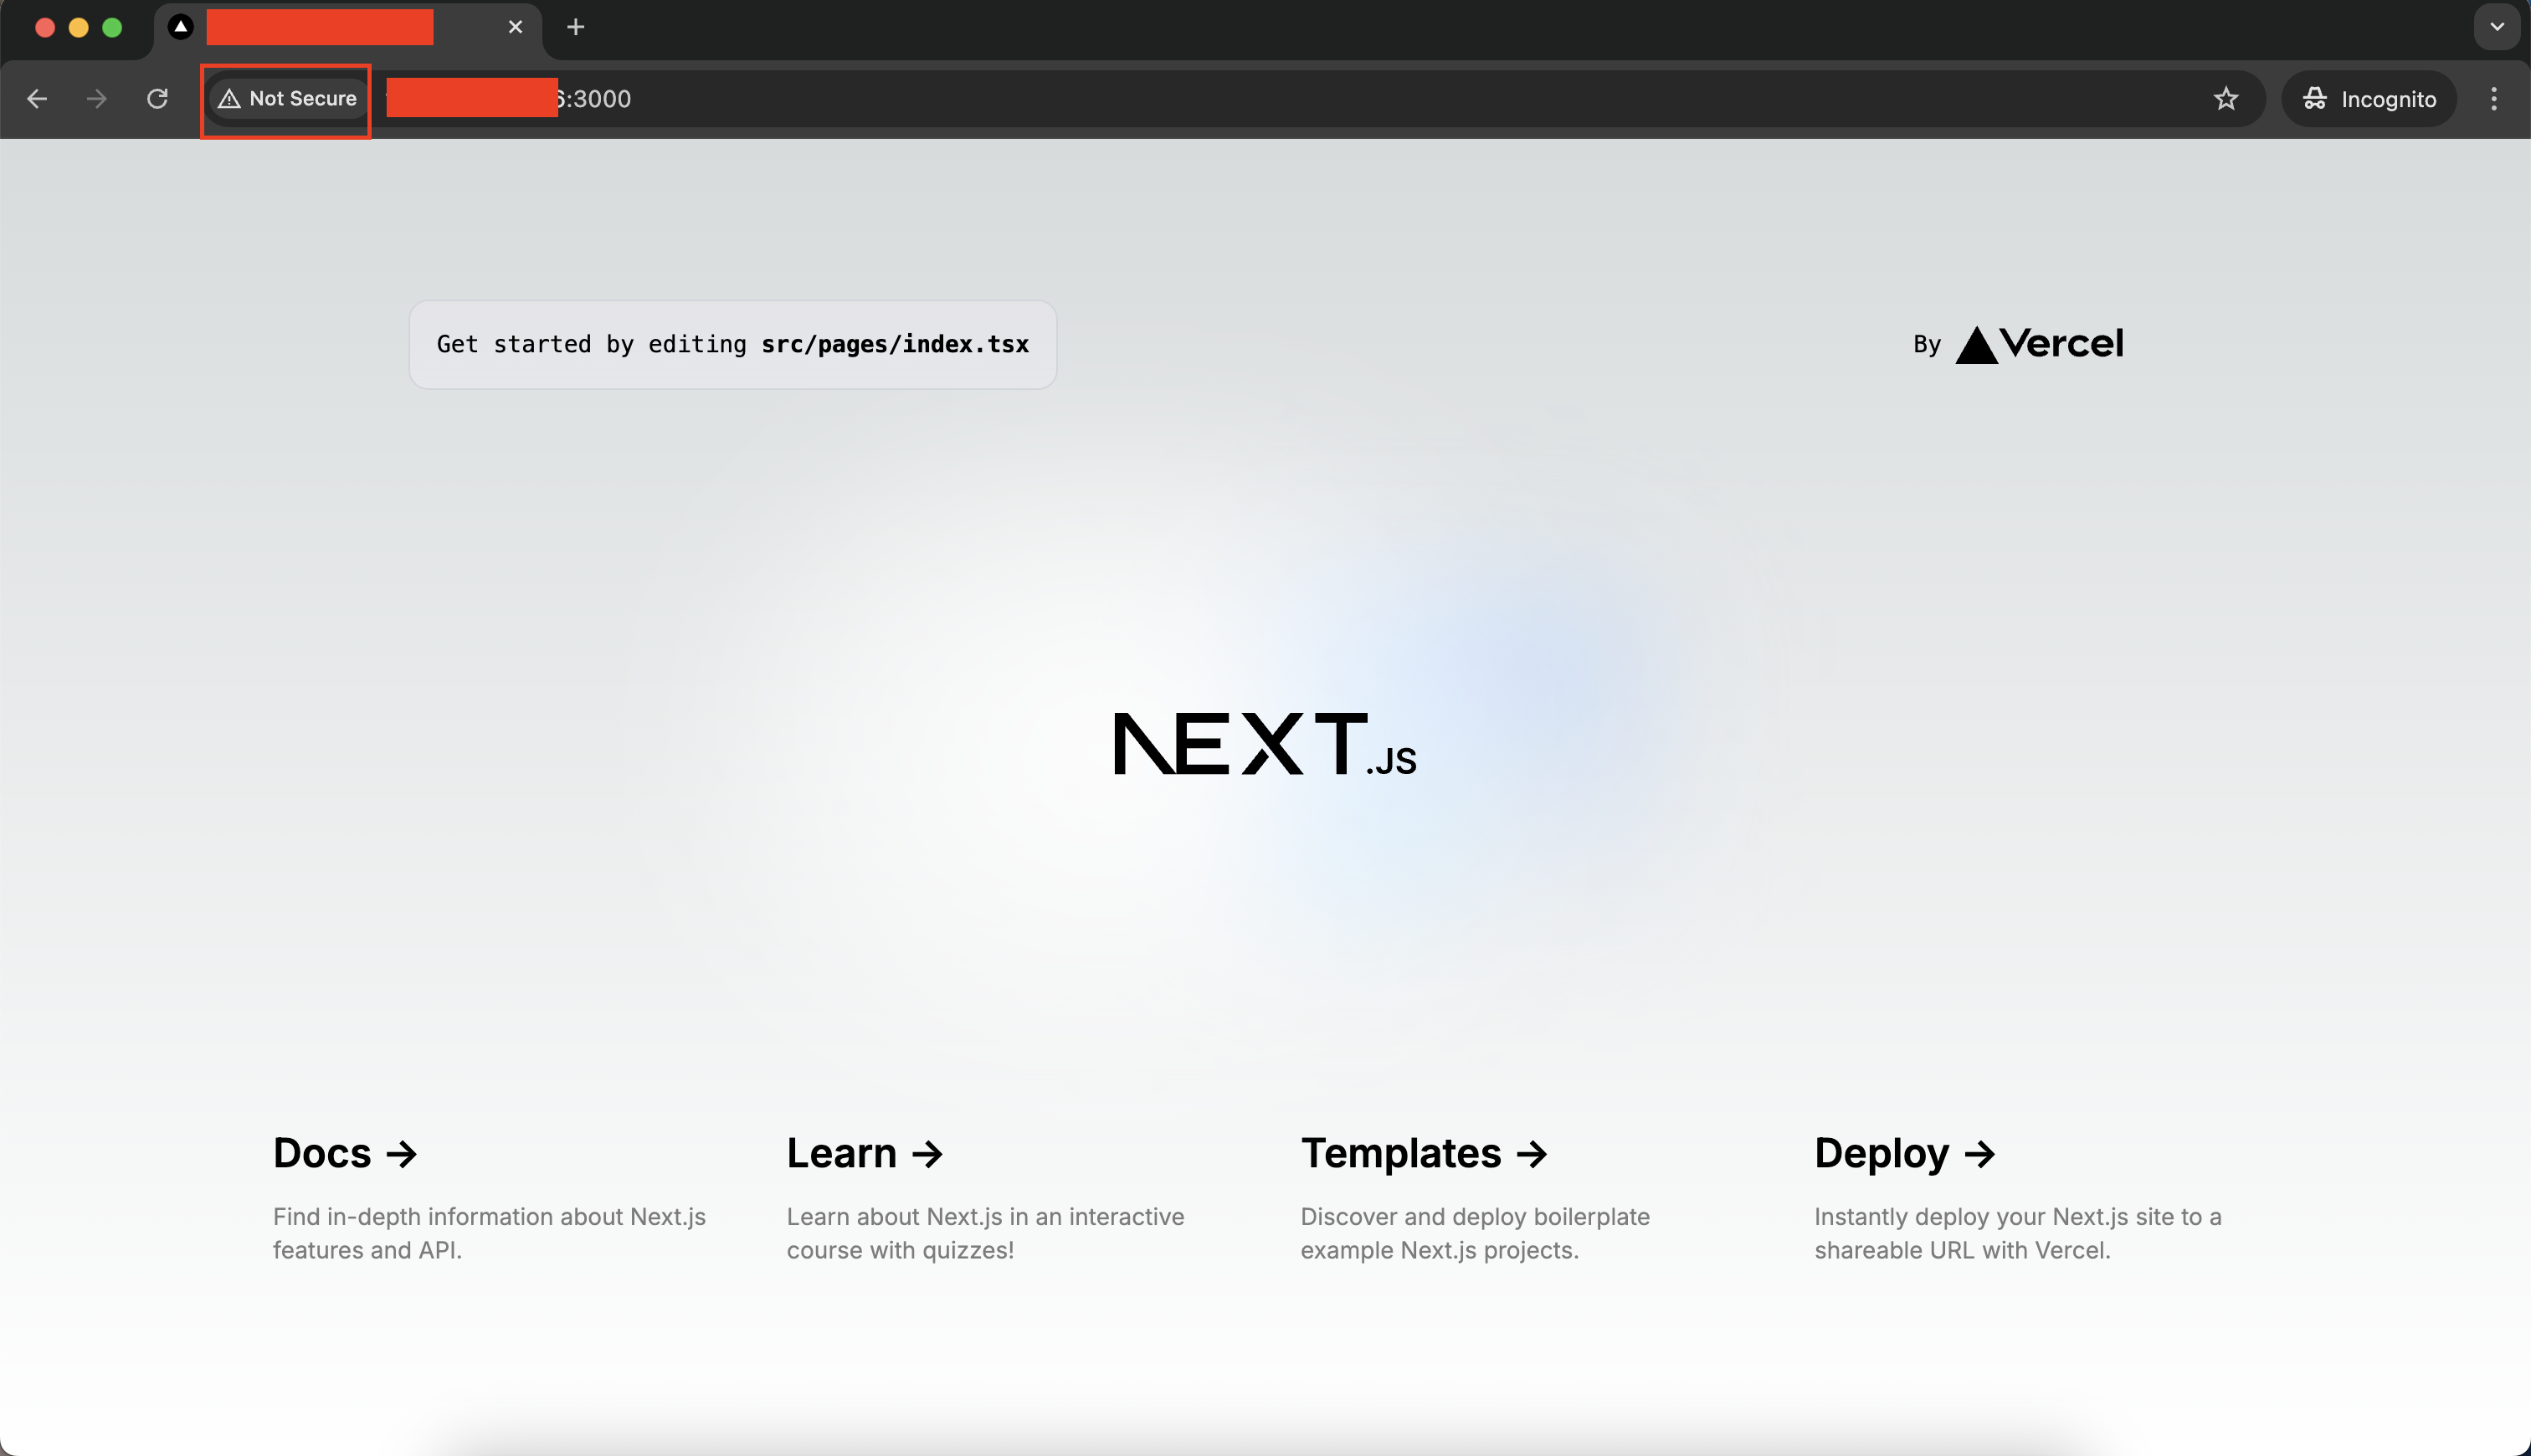 Not Secure
:3000
Incognito
Get started by editing src/pages/index.tsx
By Vercel
NEXT.JS
Docs →
Find in-depth information about Next.js
features and API.
Learn →
Learn about Next.js in an interactive
course with quizzes!
Templates →
Discover and deploy boilerplate
example Next.js projects.
Deploy →
Instantly deploy your Next.js site to a
shareable URL with Vercel.